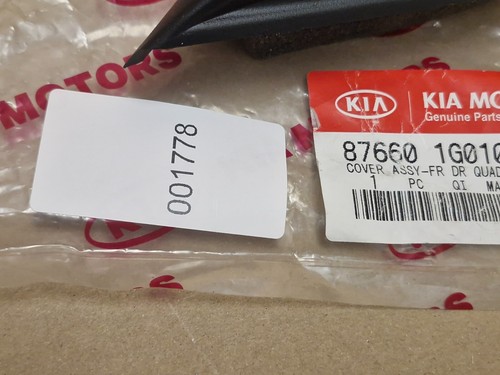 MOTORS
001778
KIA
KIA MO
Genuine Parts
87660 1G010
COVER ASSY-FR DR QUAD
1 PC QI MA